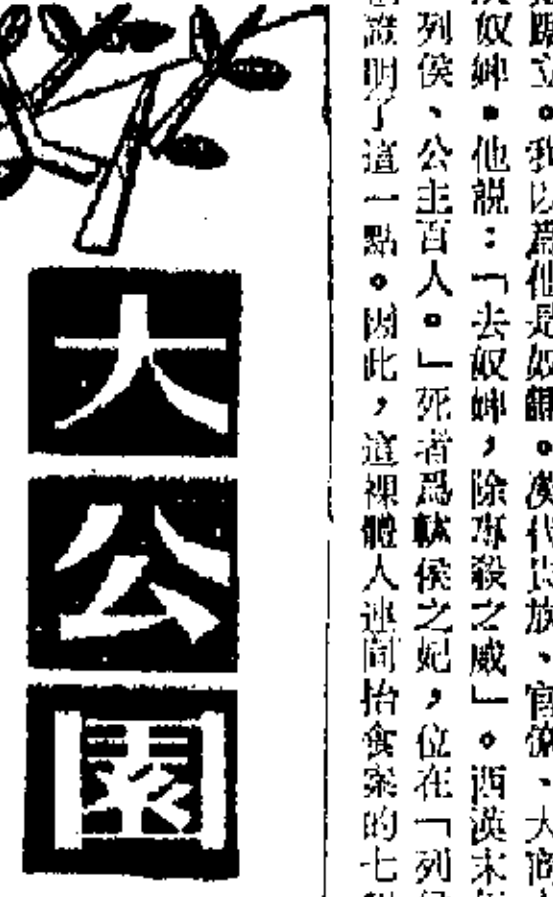 立。我以爲他是奴隸。漢代貴族、官僚、大商
奴婢。他說：「去奴婢，除專殺之威」。西漢末
列侯、公主百人。」死者爲軑侯之妃，位在「列
證明了這一點。因此，這裸體人連同抬食案的七
大公園